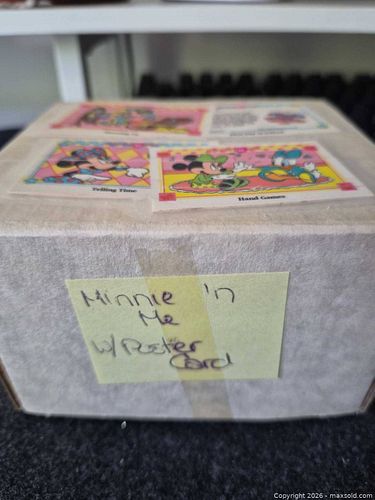 Telling Time
Hand Games
Minnie 'n
Me
W/ Poster
Card
Copyright 2026 - maxsold.com